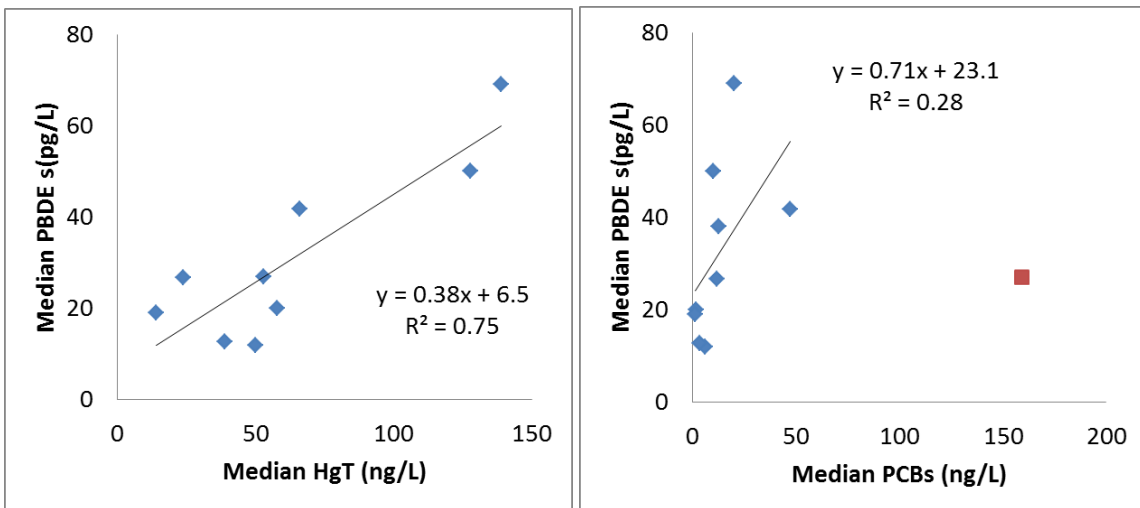 80
60
40
20
0
Median PBDE s(pg/L)
y = 0.38x + 6.5
R² = 0.75
0 50 100 150
Median HgT (ng/L)
80
60
40
20
0
Median PBDE s(pg/L)
y = 0.71x + 23.1
R² = 0.28
0 50 100 150 200
Median PCBs (ng/L)